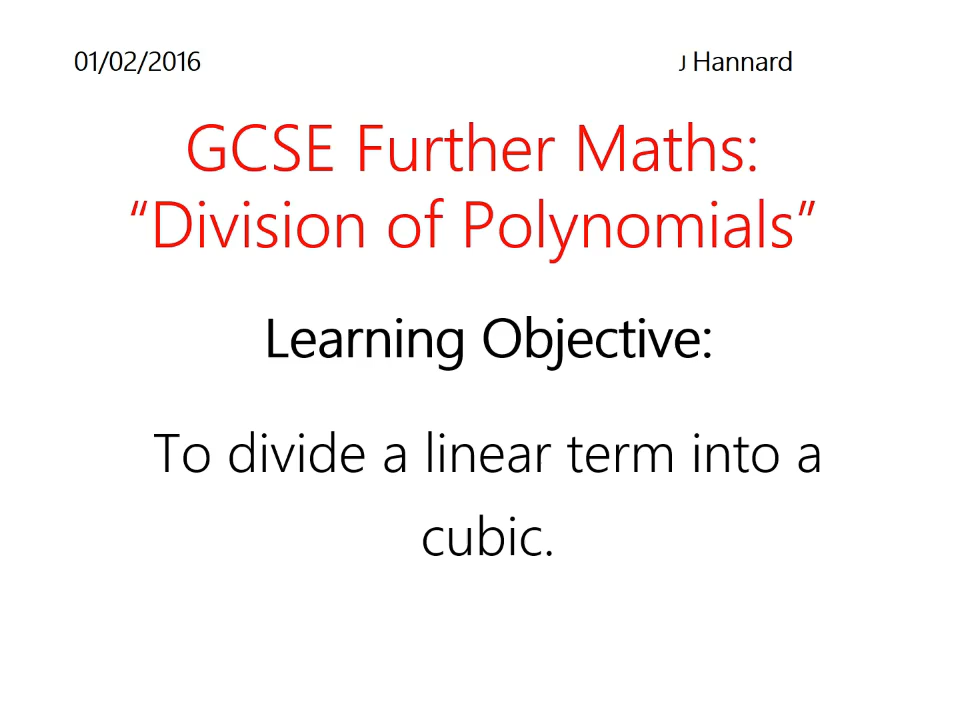 01/02/2016 J Hannard
GCSE Further Maths:
“Division of Polynomials”
Learning Objective:
To divide a linear term into a
cubic.